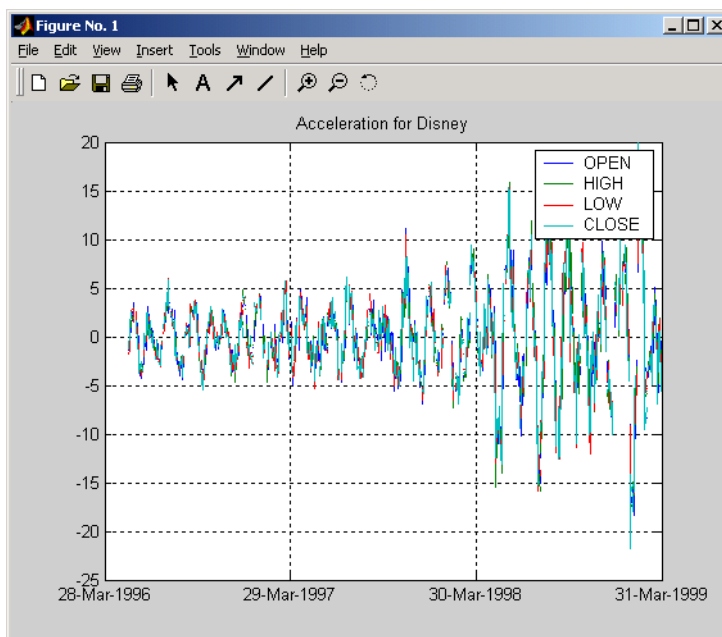 Figure No. 1
File Edit View Insert Tools Window Help
A
Acceleration for Disney
20
15
10
5
0
-5
-10
-15
-20
-25
OPEN
HIGH
LOW
CLOSE
28-Mar-1996 29-Mar-1997 30-Mar-1998 31-Mar-1999